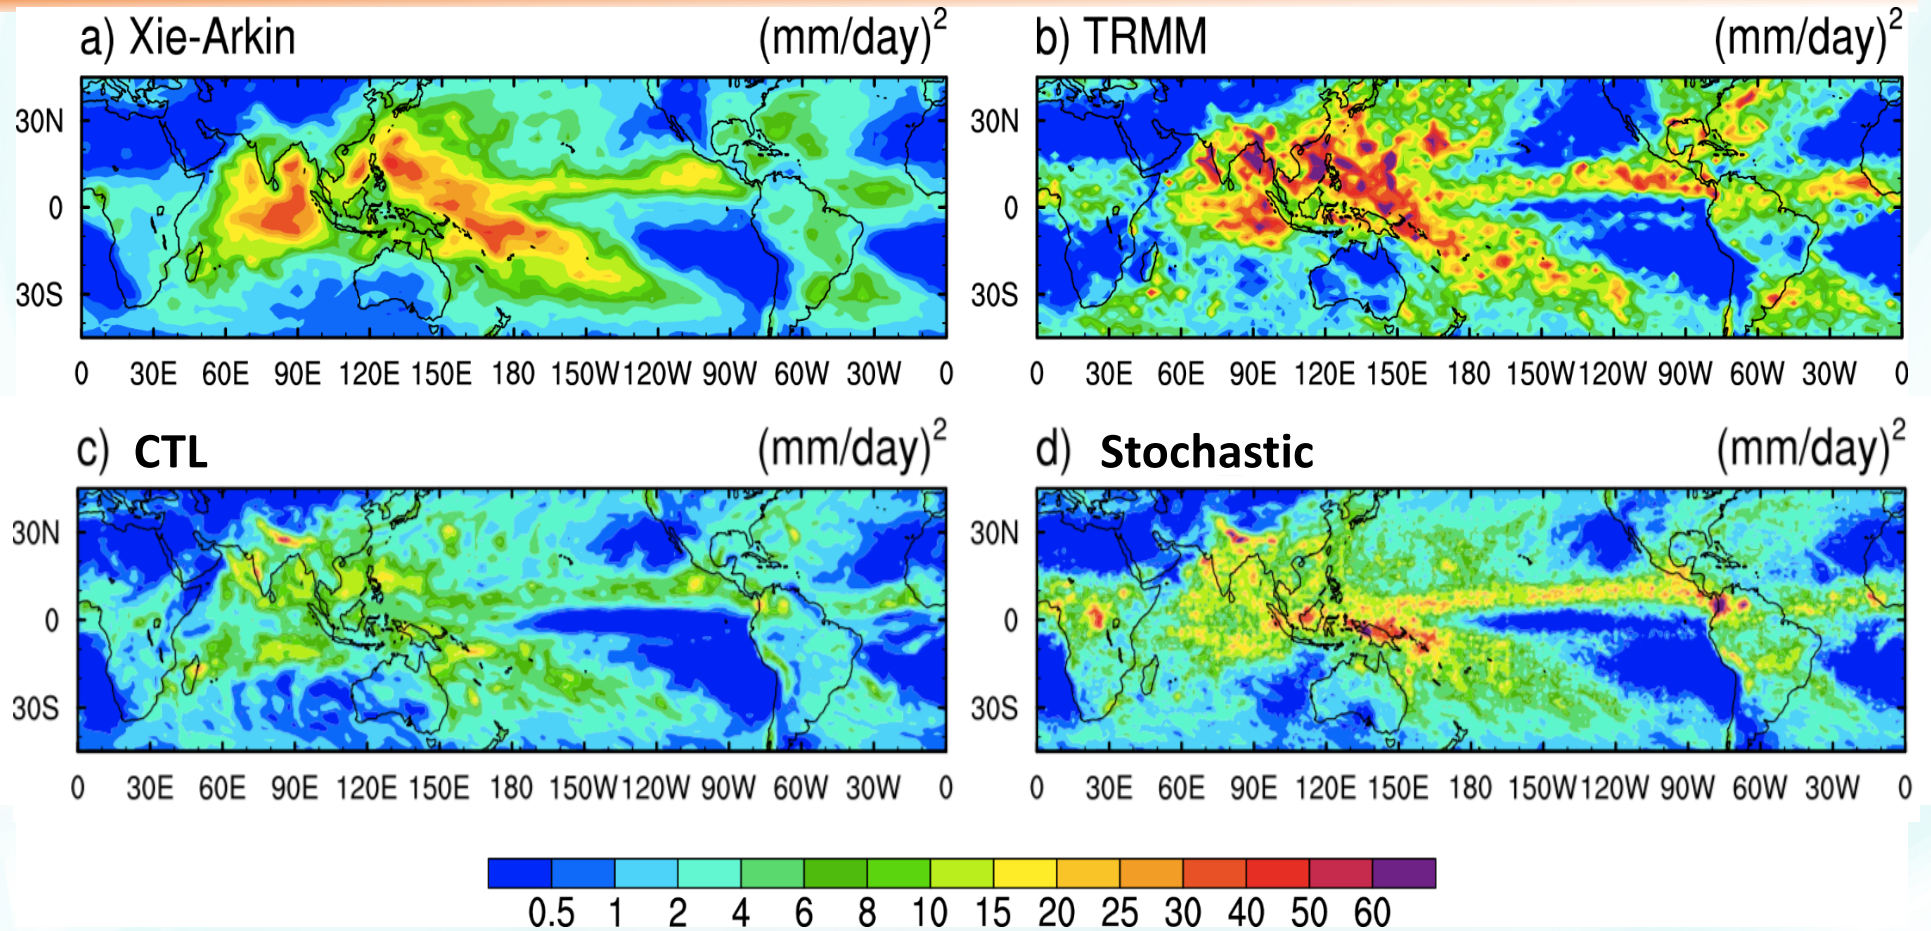 a) Xie-Arkin (mm/day)²
30N
0
30S
0 30E 60E 90E 120E 150E 180 150W 120W 90W 60W 30W 0
b) TRMM (mm/day)²
30N
0
30S
0 30E 60E 90E 120E 150E 180 150W 120W 90W 60W 30W 0
c) CTL (mm/day)²
30N
0
30S
0 30E 60E 90E 120E 150E 180 150W 120W 90W 60W 30W 0
d) Stochastic (mm/day)²
30N
0
30S
0 30E 60E 90E 120E 150E 180 150W 120W 90W 60W 30W 0
0.5 1 2 4 6 8 10 15 20 25 30 40 50 60